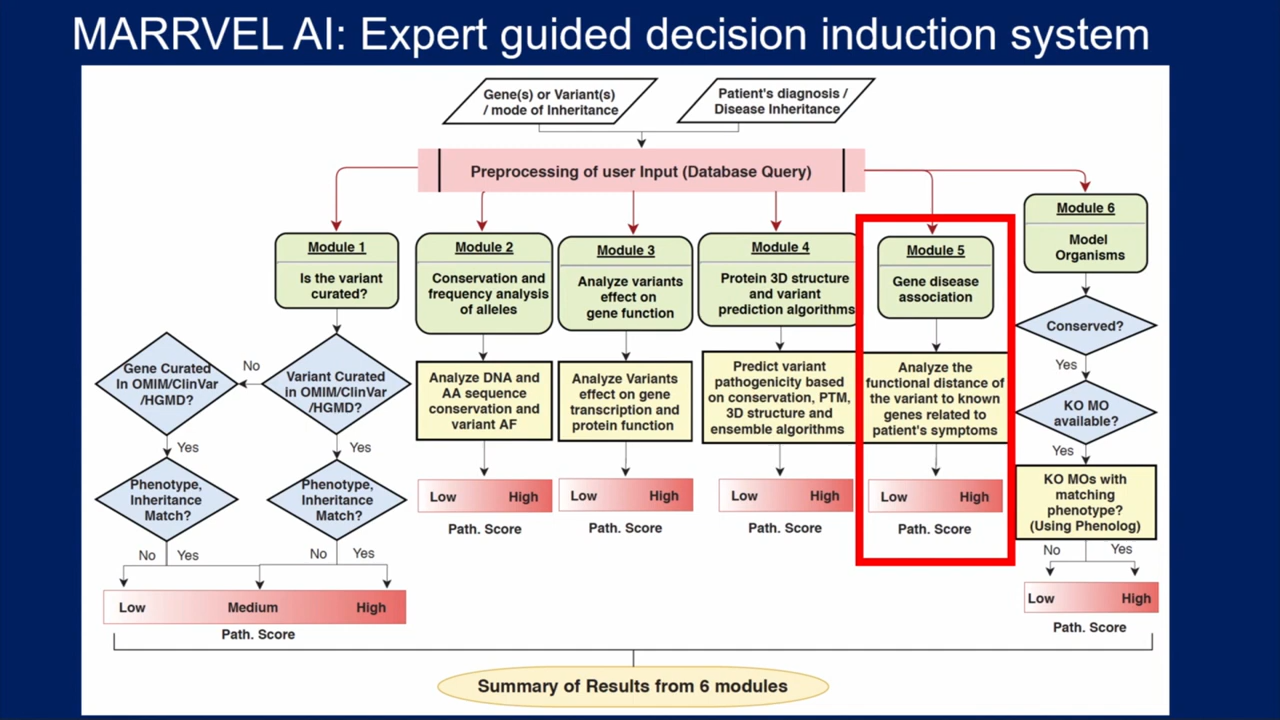 MARRVEL AI: Expert guided decision induction system
Gene(s) or Variant(s)
/ mode of Inheritance
Patient's diagnosis /
Disease Inheritance
Preprocessing of user Input (Database Query)
Module 1
Is the variant
curated?
Module 2
Conservation and
frequency analysis
of alleles
Module 3
Analyze variants
effect on
gene function
Module 4
Protein 3D structure
and variant
prediction algorithms
Module 5
Gene disease
association
Module 6
Model
Organisms
Gene Curated
In OMIM/ClinVar
/HGMD?
No
Variant Curated
in OMIM/ClinVar
/HGMD?
Yes
Yes
Phenotype,
Inheritance
Match?
Phenotype,
Inheritance
Match?
No
Yes
No
Yes
Low
Medium
High
Path. Score
Analyze DNA and
AA sequence
conservation and
variant AF
Low
High
Path. Score
Analyze Variants
effect on gene
transcription and
protein function
Low
High
Path. Score
Predict variant
pathogenicity based
on conservation, PTM,
3D structure and
ensemble algorithms
Low
High
Path. Score
Analyze the
functional distance of
the variant to known
genes related to
patient's symptoms
Low
High
Path. Score
Conserved?
Yes
KO MO
available?
Yes
KO MOs with
matching
phenotype?
(Using Phenolog)
No
Yes
Low
High
Path. Score
Summary of Results from 6 modules